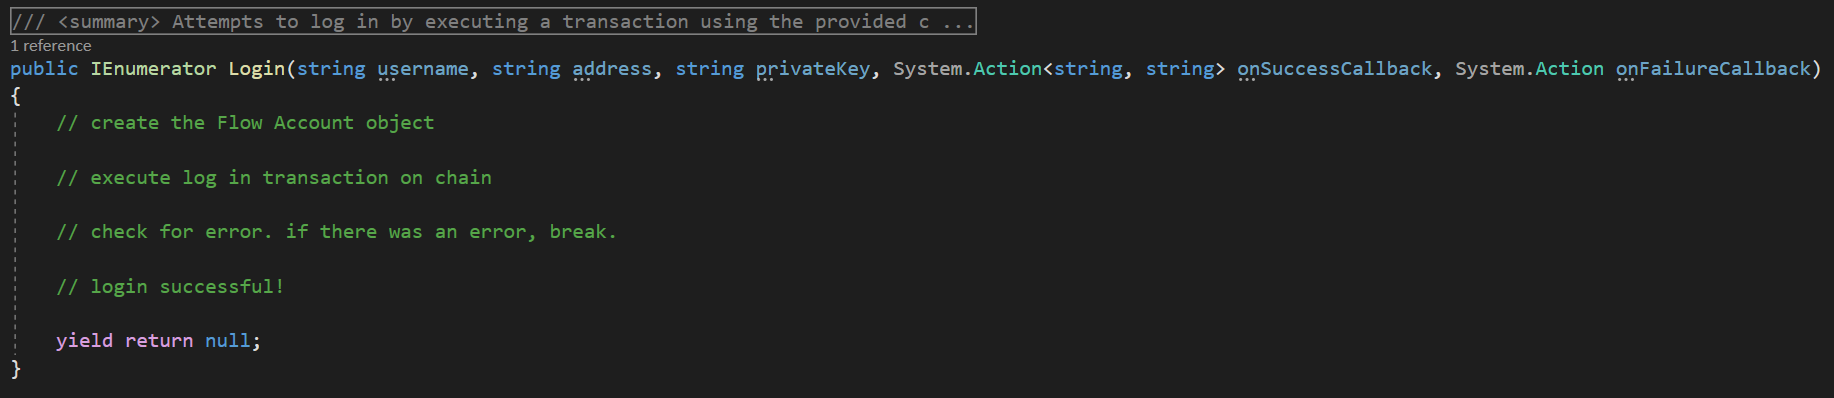 /// <summary> Attempts to log in by executing a transaction using the provided c ...
1 reference
public IEnumerator Login(string username, string address, string privateKey, System.Action<string, string> onSuccessCallback, System.Action onFailureCallback)
{
    // create the Flow Account object
    // execute log in transaction on chain
    // check for error. if there was an error, break.
    // login successful!
    yield return null;
}